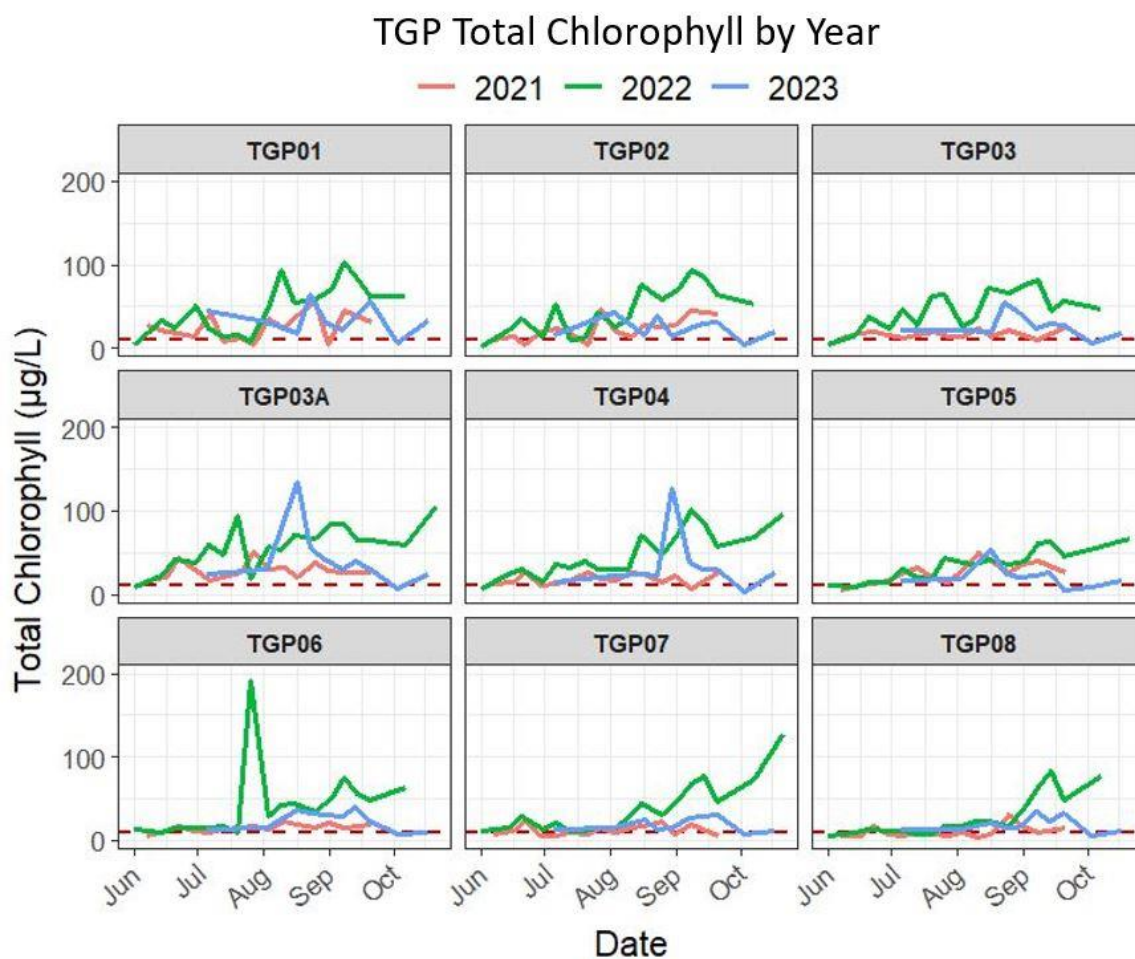 TGP Total Chlorophyll by Year
2021 2022 2023
TGP01 TGP02 TGP03
200
100
0
TGP03A TGP04 TGP05
200
100
0
TGP06 TGP07 TGP08
200
100
0
Total Chlorophyll (µg/L)
Jun Jul Aug Sep Oct Jun Jul Aug Sep Oct Jun Jul Aug Sep Oct
Date